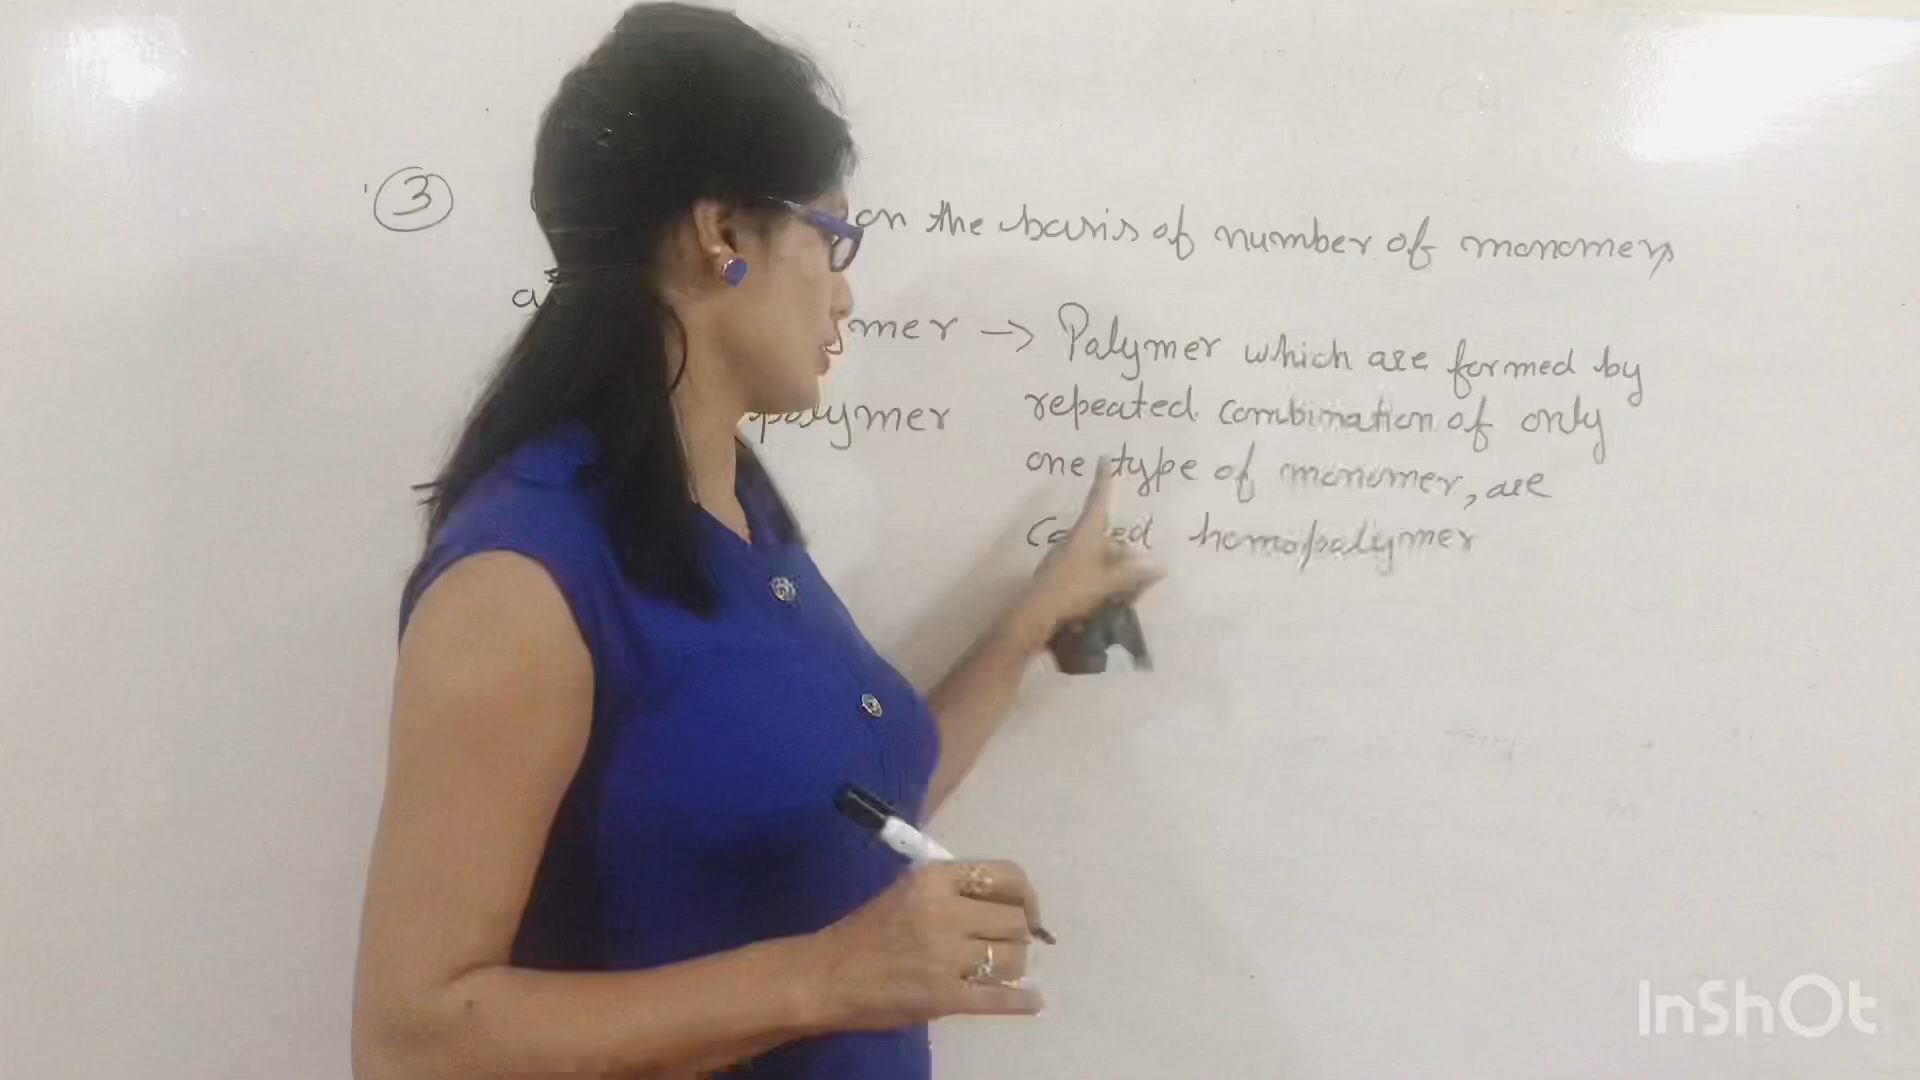 3
on the basis of number of monomers
mer → Polymer which are formed by
polymer repeated combination of only
one type of monomer, are
called homopolymer
InShOt